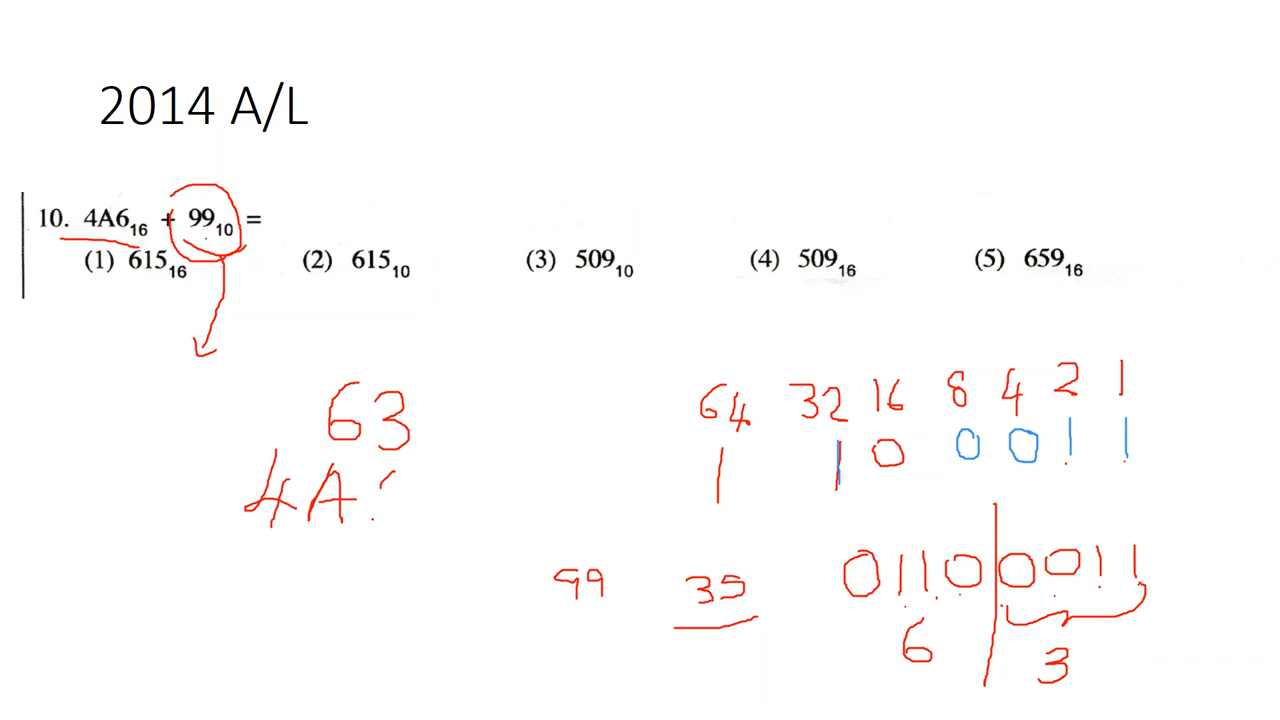 2014 A/L
10. 4A6₁₆ + 99₁₀ =
(1) 615₁₆ (2) 615₁₀ (3) 509₁₀ (4) 509₁₆ (5) 659₁₆
64 32 16 8 4 2 1
1 1 0 0 0 1 1
63
4A
99 35 0110 0011
6 3